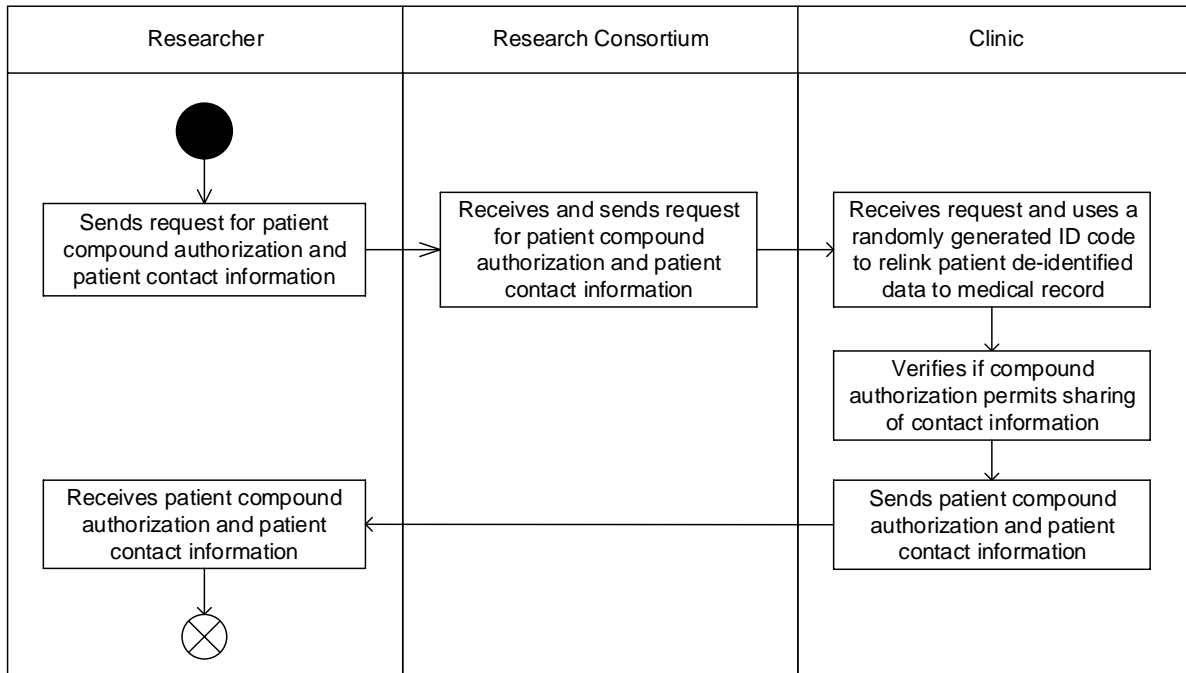 Researcher
Research Consortium
Clinic
Sends request for patient
compound authorization and
patient contact information
Receives and sends request
for patient compound
authorization and patient
contact information
Receives request and uses a
randomly generated ID code
to relink patient de-identified
data to medical record
Verifies if compound
authorization permits sharing
of contact information
Sends patient compound
authorization and patient
contact information
Receives patient compound
authorization and patient
contact information